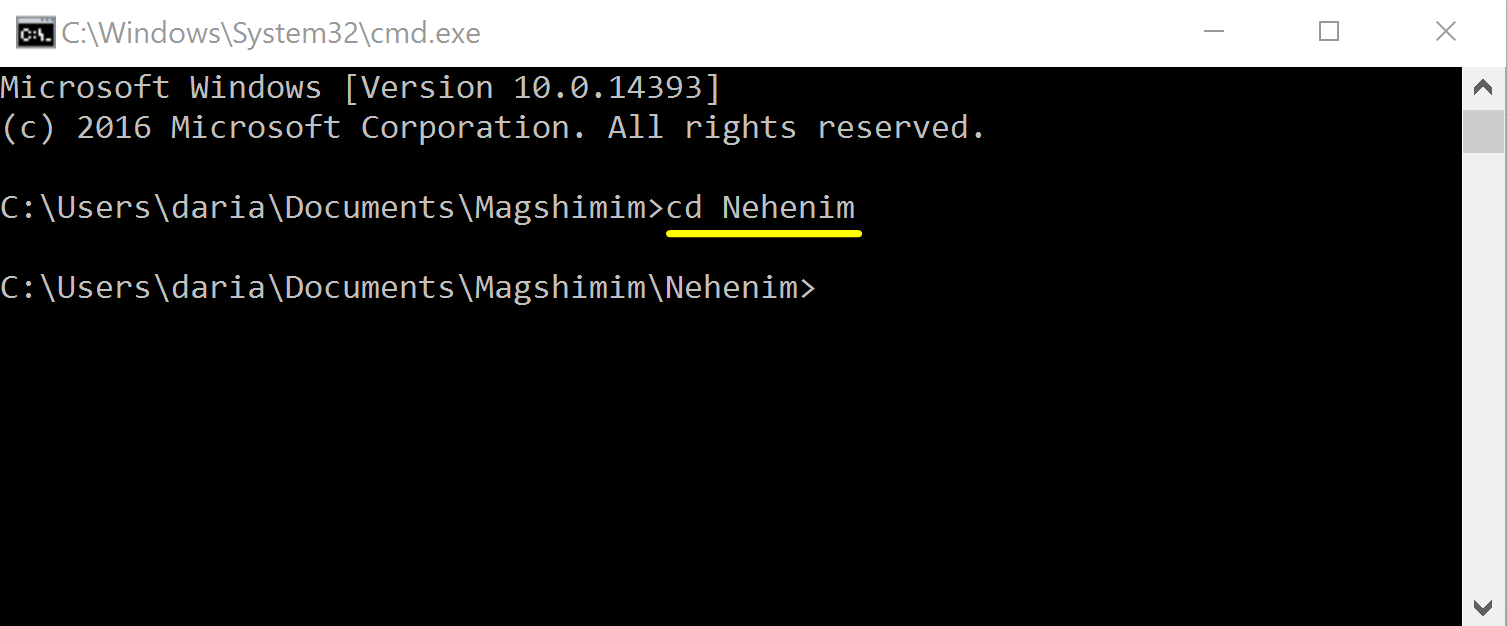 C:\Windows\System32\cmd.exe
Microsoft Windows [Version 10.0.14393]
(c) 2016 Microsoft Corporation. All rights reserved.
C:\Users\daria\Documents\Magshimim>cd Nehenim
C:\Users\daria\Documents\Magshimim\Nehenim>